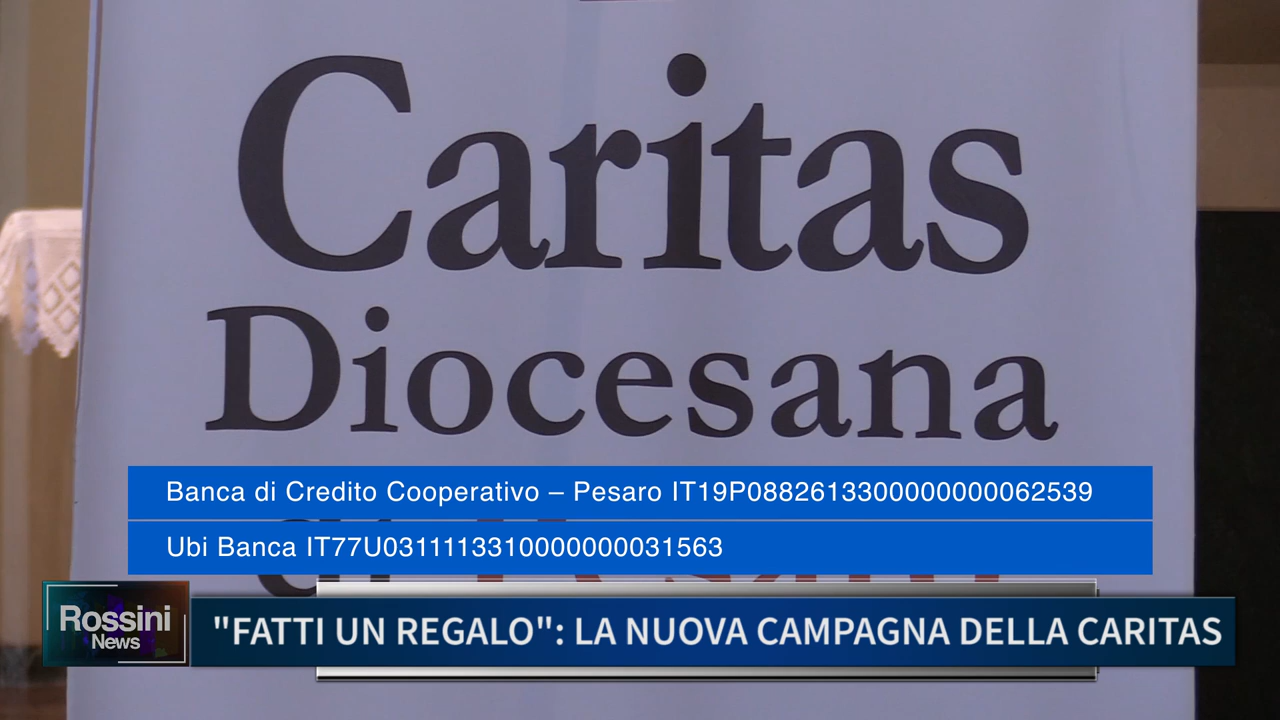 Caritas
Diocesana
Banca di Credito Cooperativo – Pesaro IT19P0882613300000000062539
Ubi Banca IT77U0311113310000000031563
Rossini
News
"FATTI UN REGALO": LA NUOVA CAMPAGNA DELLA CARITAS